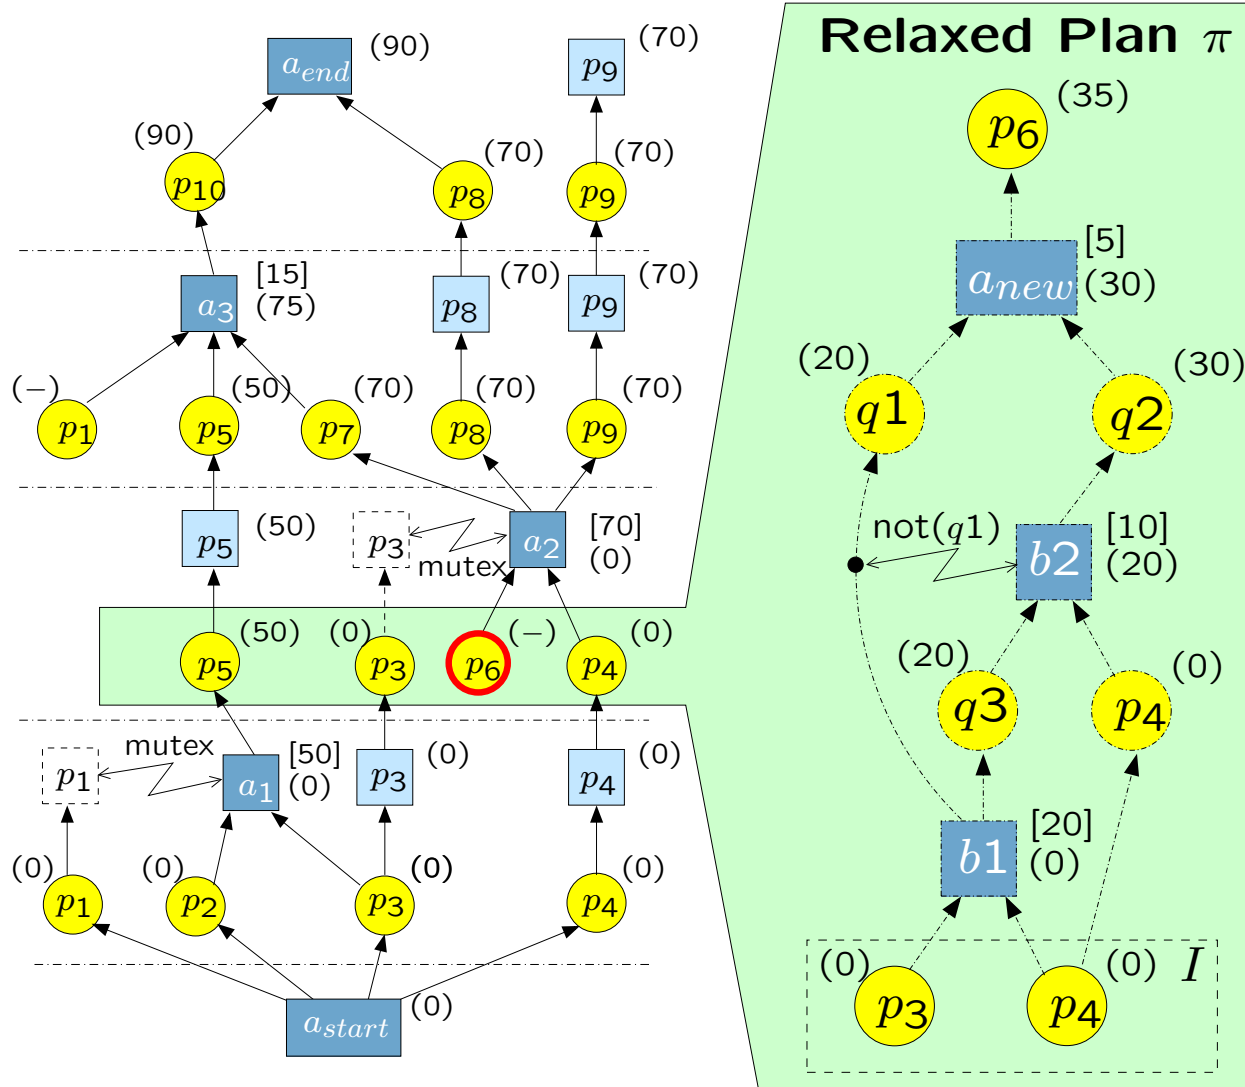 Relaxed Plan π
a_end (90)
p9 (70)
(90) p10
p8 (70)
p9 (70)
a3 [15] (75)
p8 (70)
p9 (70)
(−) p1
p5 (50)
p7 (70)
p8 (70)
p9 (70)
p5 (50)
p3
mutex
a2 [70] (0)
p5 (50)
(0) p3
p6 (−)
p4 (0)
p1
mutex
a1 [50] (0)
p3 (0)
p4 (0)
(0) p1
(0) p2
p3 (0)
p4 (0)
a_start (0)
p6 (35)
a_new [5] (30)
(20) q1
q2 (30)
not(q1)
b2 [10] (20)
(20) q3
p4 (0)
b1 [20] (0)
(0) p3
p4 (0)
I